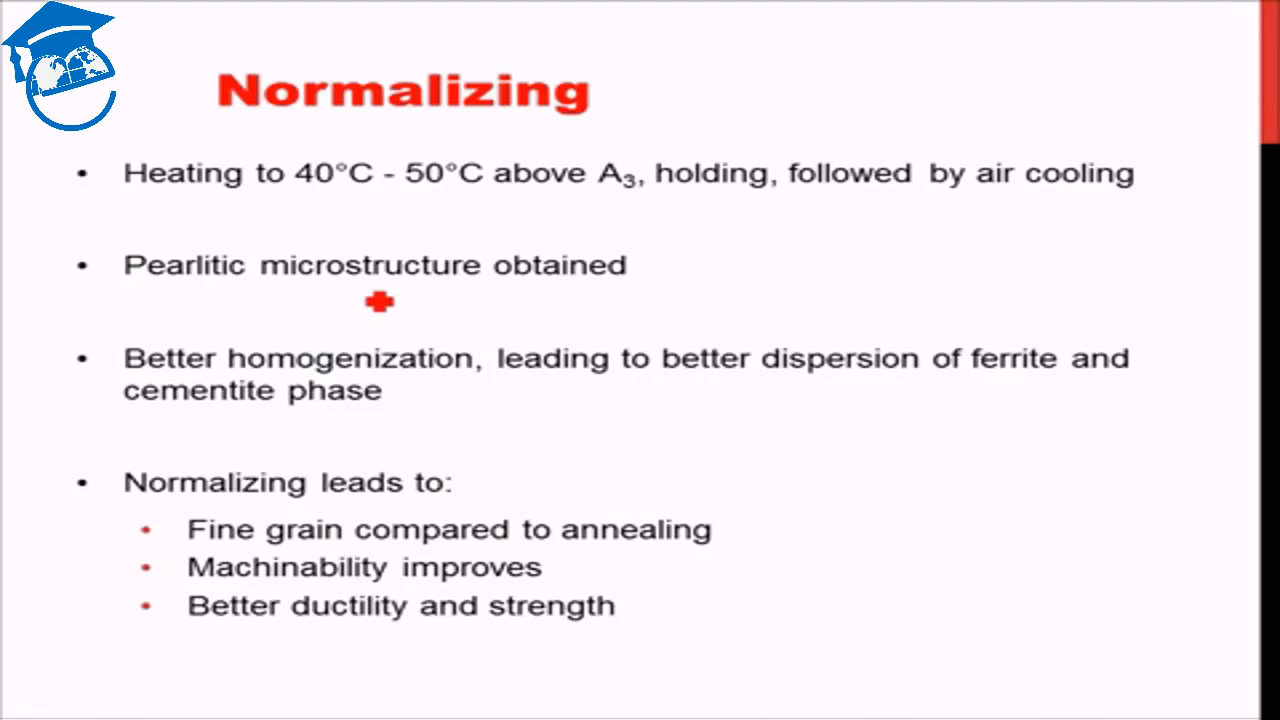 Normalizing
• Heating to 40°C - 50°C above A₃, holding, followed by air cooling
• Pearlitic microstructure obtained
• Better homogenization, leading to better dispersion of ferrite and
cementite phase
• Normalizing leads to:
• Fine grain compared to annealing
• Machinability improves
• Better ductility and strength